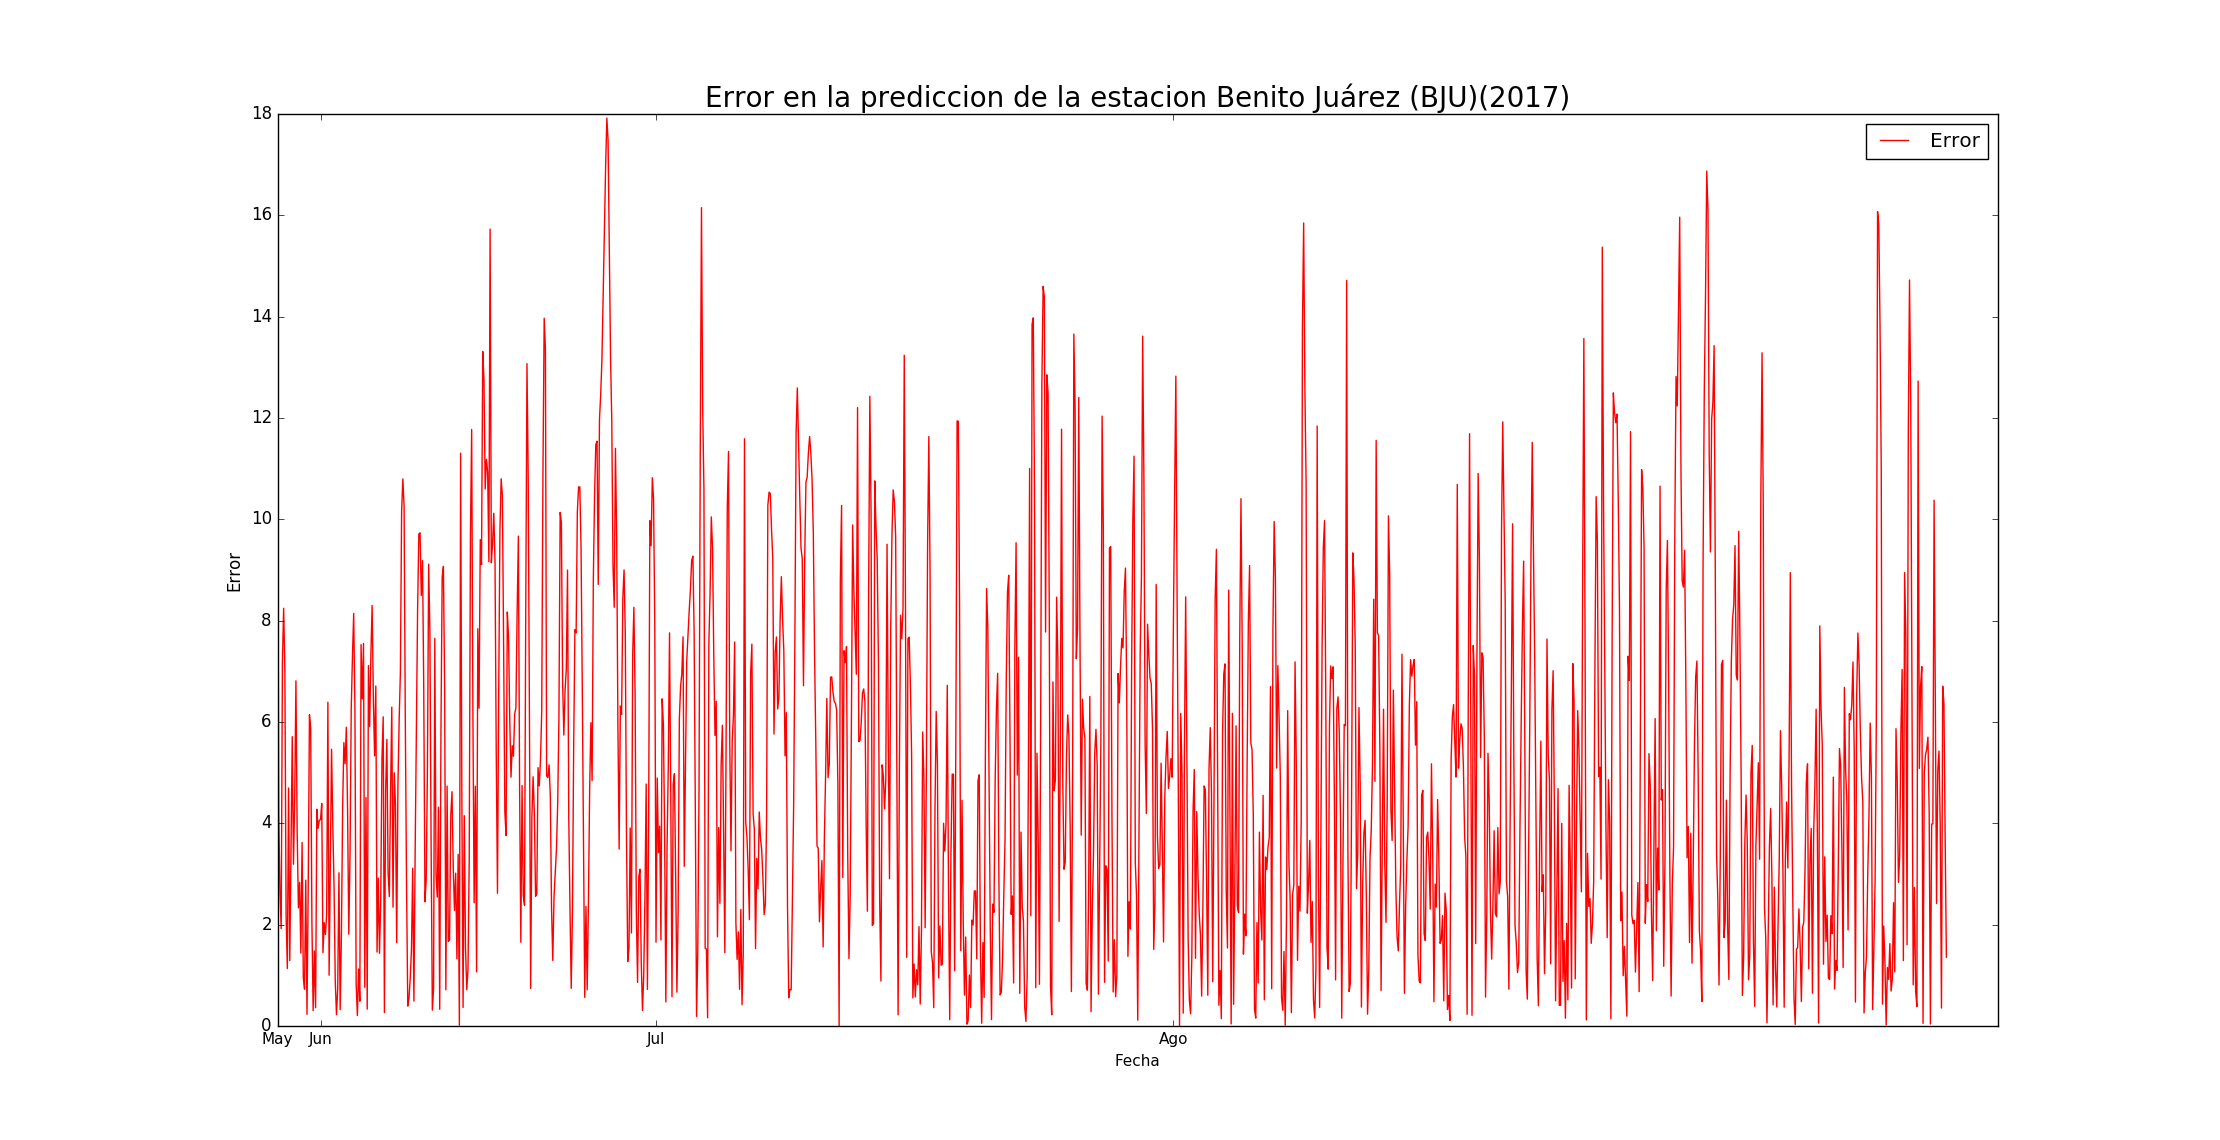 Error en la prediccion de la estacion Benito Juárez (BJU)(2017)
18
16
14
12
10
8
6
4
2
0
Error
Error
May Jun Jul Ago
Fecha